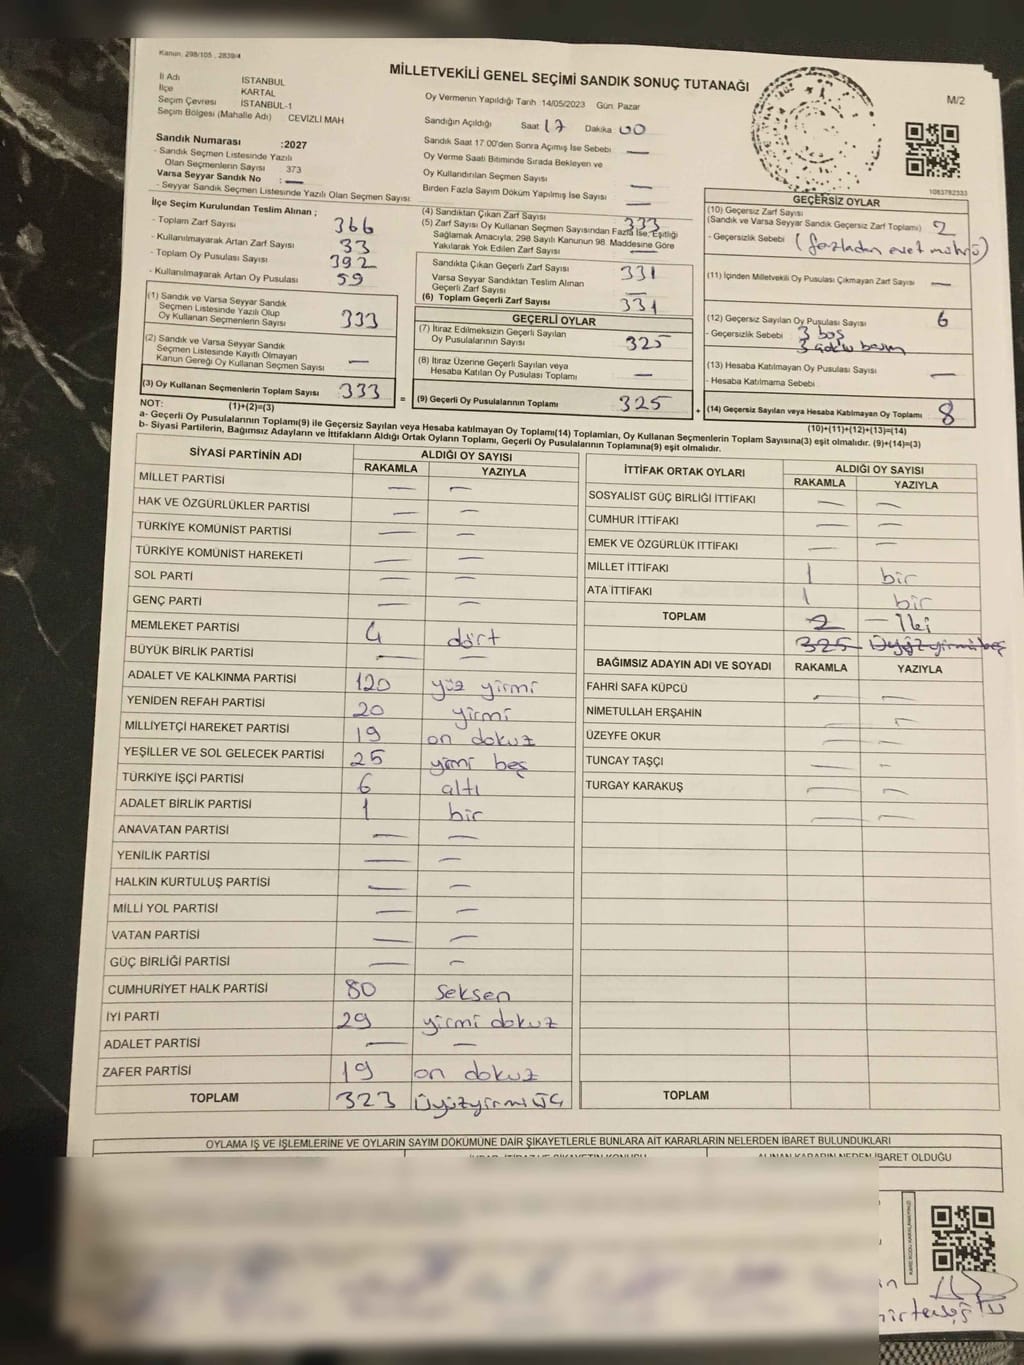 Kanun, 298/105 , 2839/4
MİLLETVEKİLİ GENEL SEÇİMİ SANDIK SONUÇ TUTANAĞI
M/2
İl Adı İSTANBUL
İlçe KARTAL
Seçim Çevresi İSTANBUL-1
Seçim Bölgesi (Mahalle Adı) CEVİZLİ MAH
Sandık Numarası :2027
- Sandık Seçmen Listesinde Yazılı
Olan Seçmenlerin Sayısı 373
Varsa Seyyar Sandık No : —
- Seyyar Sandık Seçmen Listesinde Yazılı Olan Seçmen Sayısı:
Oy Vermenin Yapıldığı Tarih 14/05/2023 Gün: Pazar
Sandığın Açıldığı Saat 17 Dakika 00
Sandık Saat 17.00'den Sonra Açımış İse Sebebi —
Oy Verme Saati Bitiminde Sırada Bekleyen ve
Oy Kullandırılan Seçmen Sayısı —
Birden Fazla Sayım Döküm Yapılmış İse Sayısı —
1083782333
İlçe Seçim Kurulundan Teslim Alınan ;
- Toplam Zarf Sayısı 366
- Kullanılmayarak Artan Zarf Sayısı 33
- Toplam Oy Pusulası Sayısı 392
- Kullanılmayarak Artan Oy Pusulası 59
(1) Sandık ve Varsa Seyyar Sandık
Seçmen Listesinde Yazılı Olup
Oy Kullanan Seçmenlerin Sayısı 333
(2) Sandık ve Varsa Seyyar Sandık
Seçmen Listesinde Kayıtlı Olmayan
Kanun Gereği Oy Kullanan Seçmen Sayısı —
(3) Oy Kullanan Seçmenlerin Toplam Sayısı 333 =
(1)+(2)=(3)
(4) Sandıktan Çıkan Zarf Sayısı 333
(5) Zarf Sayısı Oy Kullanan Seçmen Sayısından Fazla İse, Eşitliği
Sağlamak Amacıyla, 298 Sayılı Kanunun 98. Maddesine Göre
Yakılarak Yok Edilen Zarf Sayısı —
Sandıkta Çıkan Geçerli Zarf Sayısı 331
Varsa Seyyar Sandıktan Teslim Alınan
Geçerli Zarf Sayısı —
(6) Toplam Geçerli Zarf Sayısı 331
GEÇERLİ OYLAR
(7) İtiraz Edilmeksizin Geçerli Sayılan
Oy Pusulalarının Sayısı 325
(8) İtiraz Üzerine Geçerli Sayılan veya
Hesaba Katılan Oy Pusulası Toplamı —
(9) Geçerli Oy Pusulalarının Toplamı 325 +
GEÇERSİZ OYLAR
(10) Geçersiz Zarf Sayısı
(Sandık ve Varsa Seyyar Sandık Geçersiz Zarf Toplamı) 2
- Geçersizlik Sebebi (fazladan evet mührü)
(11) İçinden Milletvekili Oy Pusulası Çıkmayan Zarf Sayısı —
(12) Geçersiz Sayılan Oy Pusulası Sayısı 6
- Geçersizlik Sebebi 3 boş
3
(13) Hesaba Katılmayan Oy Pusulası Sayısı —
- Hesaba Katılmama Sebebi
(14) Geçersiz Sayılan veya Hesaba Katılmayan Oy Toplamı 8
(10)+(11)+(12)+(13)=(14)
NOT:
a- Geçerli Oy Pusulalarının Toplamı(9) ile Geçersiz Sayılan veya Hesaba katılmayan Oy Toplamı(14) Toplamları, Oy Kullanan Seçmenlerin Toplam Sayısına(3) eşit olmalıdır. (9)+(14)=(3)
b- Siyasi Partilerin, Bağımsız Adayların ve İttifakların Aldığı Ortak Oyların Toplamı, Geçerli Oy Pusulalarının Toplamına(9) eşit olmalıdır.
SİYASİ PARTİNİN ADI ALDIĞI OY SAYISI
RAKAMLA YAZIYLA
MİLLET PARTİSİ — —
HAK VE ÖZGÜRLÜKLER PARTİSİ — —
TÜRKİYE KOMÜNİST PARTİSİ — —
TÜRKİYE KOMÜNİST HAREKETİ — —
SOL PARTİ — —
GENÇ PARTİ — —
MEMLEKET PARTİSİ 4 dört
BÜYÜK BİRLİK PARTİSİ — —
ADALET VE KALKINMA PARTİSİ 120 yüz yirmi
YENİDEN REFAH PARTİSİ 20 yirmi
MİLLİYETÇİ HAREKET PARTİSİ 19 on dokuz
YEŞİLLER VE SOL GELECEK PARTİSİ 25 yirmi beş
TÜRKİYE İŞÇİ PARTİSİ 6 altı
ADALET BİRLİK PARTİSİ 1 bir
ANAVATAN PARTİSİ — —
YENİLİK PARTİSİ — —
HALKIN KURTULUŞ PARTİSİ — —
MİLLİ YOL PARTİSİ — —
VATAN PARTİSİ — —
GÜÇ BİRLİĞİ PARTİSİ — —
CUMHURİYET HALK PARTİSİ 80 seksen
İYİ PARTİ 29 yirmi dokuz
ADALET PARTİSİ — —
ZAFER PARTİSİ 19 on dokuz
TOPLAM 323 Üyüzyirmi üç
İTTİFAK ORTAK OYLARI ALDIĞI OY SAYISI
RAKAMLA YAZIYLA
SOSYALİST GÜÇ BİRLİĞİ İTTİFAKI — —
CUMHUR İTTİFAKI — —
EMEK VE ÖZGÜRLÜK İTTİFAKI — —
MİLLET İTTİFAKI 1 bir
ATA İTTİFAKI 1 bir
TOPLAM 2 — İki
325
BAĞIMSIZ ADAYIN ADI VE SOYADI RAKAMLA YAZIYLA
FAHRİ SAFA KÜPCÜ — —
NİMETULLAH ERŞAHİN —
ÜZEYFE OKUR — —
TUNCAY TAŞÇI — —
TURGAY KARAKUŞ — —
— —
TOPLAM
OYLAMA İŞ VE İŞLEMLERİNE VE OYLARIN SAYIM DÖKÜMÜNE DAİR ŞİKAYETLERLE BUNLARA AİT KARARLARIN NELERDEN İBARET BULUNDUKLARI
ALINAN KARARIN NEDEN İBARET OLDUĞU